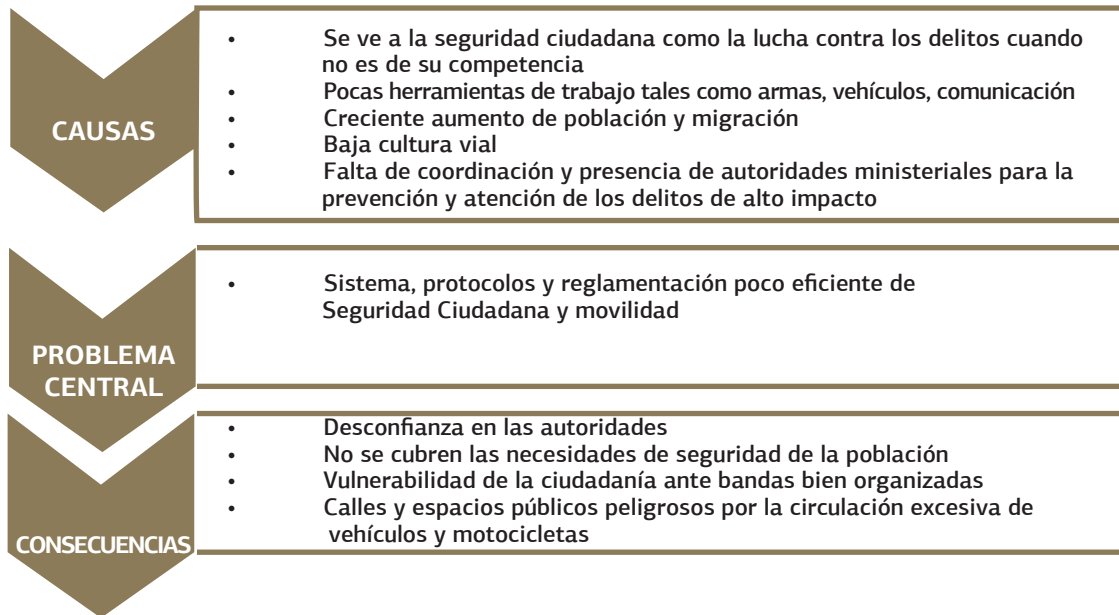 CAUSAS
• Se ve a la seguridad ciudadana como la lucha contra los delitos cuando
no es de su competencia
• Pocas herramientas de trabajo tales como armas, vehículos, comunicación
• Creciente aumento de población y migración
• Baja cultura vial
• Falta de coordinación y presencia de autoridades ministeriales para la
prevención y atención de los delitos de alto impacto
PROBLEMA
CENTRAL
• Sistema, protocolos y reglamentación poco eficiente de
Seguridad Ciudadana y movilidad
CONSECUENCIAS
• Desconfianza en las autoridades
• No se cubren las necesidades de seguridad de la población
• Vulnerabilidad de la ciudadanía ante bandas bien organizadas
• Calles y espacios públicos peligrosos por la circulación excesiva de
vehículos y motocicletas